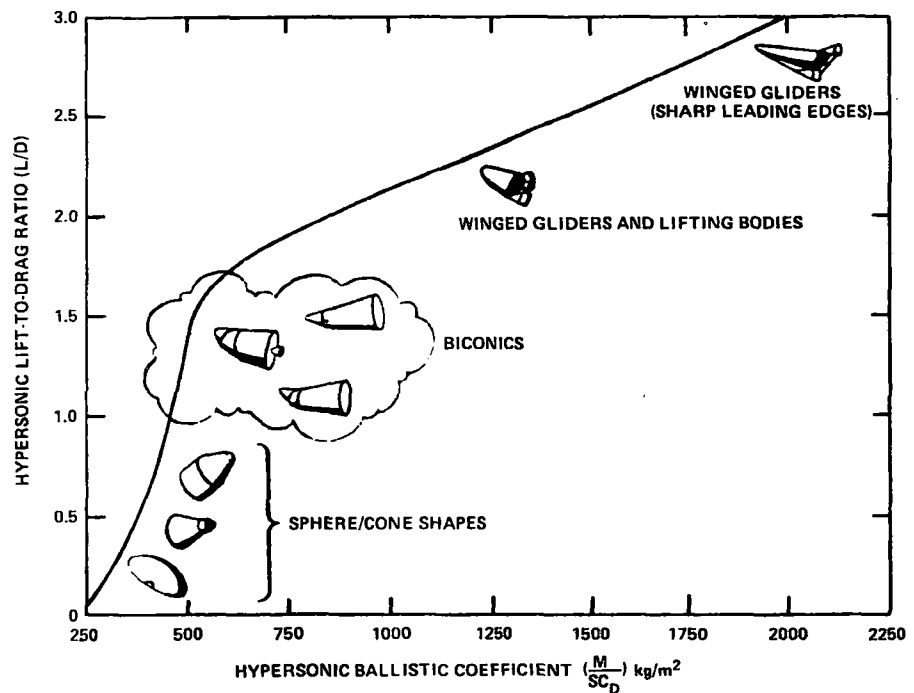 3.0
2.5
2.0
1.5
1.0
0.5
0
HYPERSONIC LIFT-TO-DRAG RATIO (L/D)
WINGED GLIDERS
(SHARP LEADING EDGES)
WINGED GLIDERS AND LIFTING BODIES
BICONICS
SPHERE/CONE SHAPES
250 500 750 1000 1250 1500 1750 2000 2250
HYPERSONIC BALLISTIC COEFFICIENT (M/SC_D) kg/m²